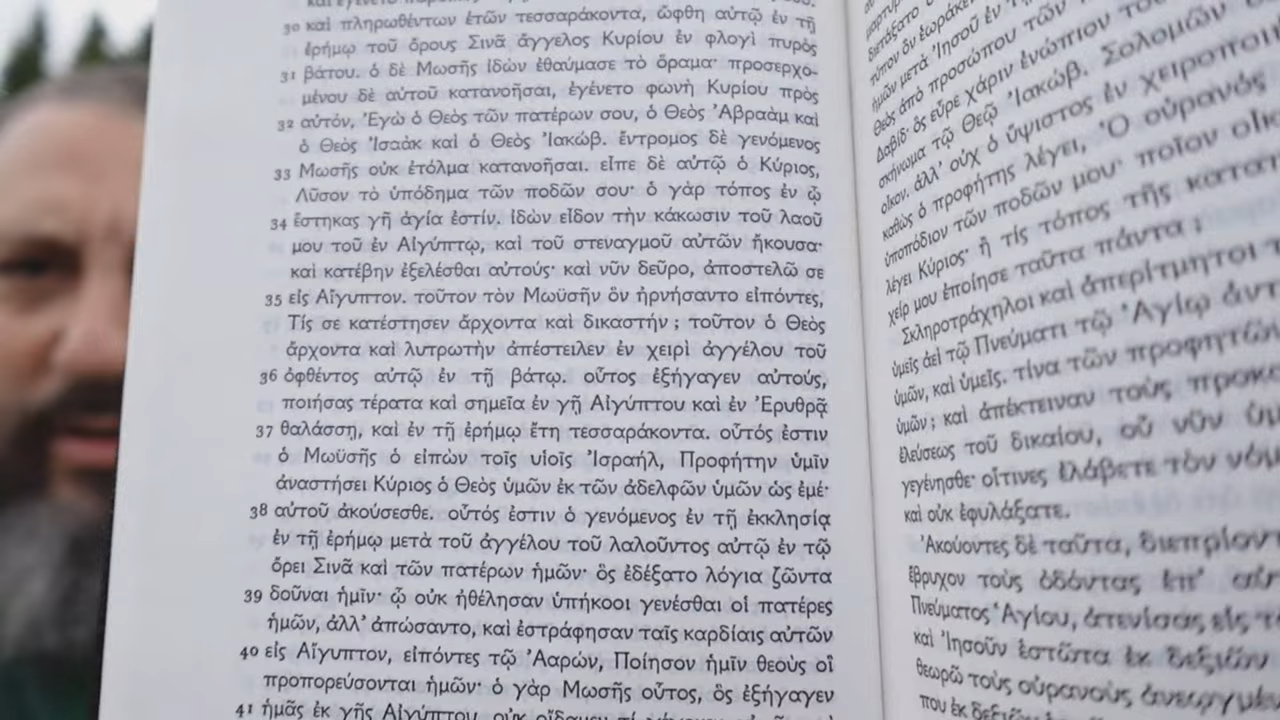 30 καὶ πληρωθέντων ἐτῶν τεσσαράκοντα, ὤφθη αὐτῷ ἐν τῇ
ἐρήμῳ τοῦ ὄρους Σινᾶ ἄγγελος Κυρίου ἐν φλογὶ πυρὸς
31 βάτου. ὁ δὲ Μωσῆς ἰδὼν ἐθαύμασε τὸ ὅραμα· προσερχο-
μένου δὲ αὐτοῦ κατανοῆσαι, ἐγένετο φωνὴ Κυρίου πρὸς
32 αὐτόν, Ἐγὼ ὁ Θεὸς τῶν πατέρων σου, ὁ Θεὸς Ἀβραὰμ καὶ
ὁ Θεὸς Ἰσαὰκ καὶ ὁ Θεὸς Ἰακώβ. ἔντρομος δὲ γενόμενος
33 Μωσῆς οὐκ ἐτόλμα κατανοῆσαι. εἶπε δὲ αὐτῷ ὁ Κύριος,
Λῦσον τὸ ὑπόδημα τῶν ποδῶν σου· ὁ γὰρ τόπος ἐν ᾧ
34 ἕστηκας γῆ ἁγία ἐστίν. ἰδὼν εἶδον τὴν κάκωσιν τοῦ λαοῦ
μου τοῦ ἐν Αἰγύπτῳ, καὶ τοῦ στεναγμοῦ αὐτῶν ἤκουσα·
καὶ κατέβην ἐξελέσθαι αὐτούς· καὶ νῦν δεῦρο, ἀποστελῶ σε
35 εἰς Αἴγυπτον. τοῦτον τὸν Μωϋσῆν ὃν ἠρνήσαντο εἰπόντες,
Τίς σε κατέστησεν ἄρχοντα καὶ δικαστήν; τοῦτον ὁ Θεὸς
ἄρχοντα καὶ λυτρωτὴν ἀπέστειλεν ἐν χειρὶ ἀγγέλου τοῦ
36 ὀφθέντος αὐτῷ ἐν τῇ βάτῳ. οὗτος ἐξήγαγεν αὐτούς,
ποιήσας τέρατα καὶ σημεῖα ἐν γῇ Αἰγύπτου καὶ ἐν Ἐρυθρᾷ
37 θαλάσσῃ, καὶ ἐν τῇ ἐρήμῳ ἔτη τεσσαράκοντα. οὗτός ἐστιν
ὁ Μωϋσῆς ὁ εἰπὼν τοῖς υἱοῖς Ἰσραήλ, Προφήτην ὑμῖν
ἀναστήσει Κύριος ὁ Θεὸς ὑμῶν ἐκ τῶν ἀδελφῶν ὑμῶν ὡς ἐμέ·
38 αὐτοῦ ἀκούσεσθε. οὗτός ἐστιν ὁ γενόμενος ἐν τῇ ἐκκλησίᾳ
ἐν τῇ ἐρήμῳ μετὰ τοῦ ἀγγέλου τοῦ λαλοῦντος αὐτῷ ἐν τῷ
ὄρει Σινᾶ καὶ τῶν πατέρων ἡμῶν· ὃς ἐδέξατο λόγια ζῶντα
39 δοῦναι ἡμῖν· ᾧ οὐκ ἠθέλησαν ὑπήκοοι γενέσθαι οἱ πατέρες
ἡμῶν, ἀλλ' ἀπώσαντο, καὶ ἐστράφησαν ταῖς καρδίαις αὐτῶν
40 εἰς Αἴγυπτον, εἰπόντες τῷ Ἀαρών, Ποίησον ἡμῖν θεοὺς οἳ
προπορεύσονται ἡμῶν· ὁ γὰρ Μωσῆς οὗτος, ὃς ἐξήγαγεν
41 ἡμᾶς ἐκ γῆς Αἰγύπτου, οὐκ οἴδαμεν τί
ἡμῶν μετὰ Ἰησοῦ ἐν
Θεὸς ἀπὸ προσώπου τῶν
Δαβίδ· ὃς εὗρε χάριν ἐνώπιον
σκήνωμα τῷ Θεῷ Ἰακώβ. Σολομῶν
οἶκον. ἀλλ' οὐχ ὁ ὕψιστος ἐν χειροποι
καθὼς ὁ προφήτης λέγει, Ὁ οὐρανός
ὑποπόδιον τῶν ποδῶν μου· ποῖον οἶκ
λέγει Κύριος· ἢ τίς τόπος τῆς καταπ
χείρ μου ἐποίησε ταῦτα πάντα;
Σκληροτράχηλοι καὶ ἀπερίτμητοι τ
ὑμεῖς ἀεὶ τῷ Πνεύματι τῷ Ἁγίῳ ἀντ
ὑμῶν, καὶ ὑμεῖς. τίνα τῶν προφητῶν
ὑμῶν; καὶ ἀπέκτειναν τοὺς προκα
ἐλεύσεως τοῦ δικαίου, οὗ νῦν ὑμ
γεγένησθε· οἵτινες ἐλάβετε τὸν νόμ
καὶ οὐκ ἐφυλάξατε.
Ἀκούοντες δὲ ταῦτα, διεπρίοντ
ἔβρυχον τοὺς ὀδόντας ἐπ' αὐτ
Πνεύματος Ἁγίου, ἀτενίσας εἰς τ
καὶ Ἰησοῦν ἑστῶτα ἐκ δεξιῶν
θεωρῶ τοὺς οὐρανοὺς ἀνεῳγμέν
που ἐκ δεξιῶν